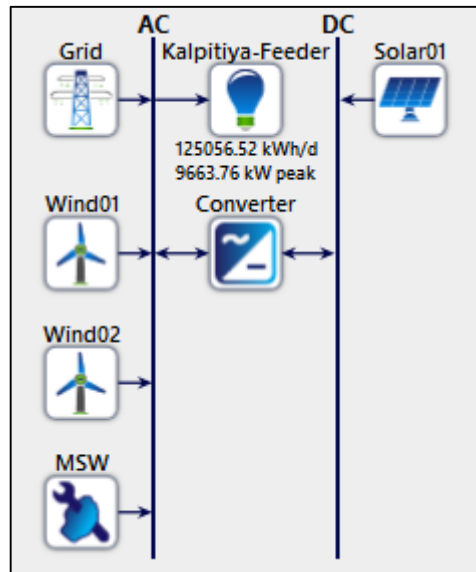 AC DC
Grid Kalpitiya-Feeder Solar01
125056.52 kWh/d
9663.76 kW peak
Wind01 Converter
Wind02
MSW